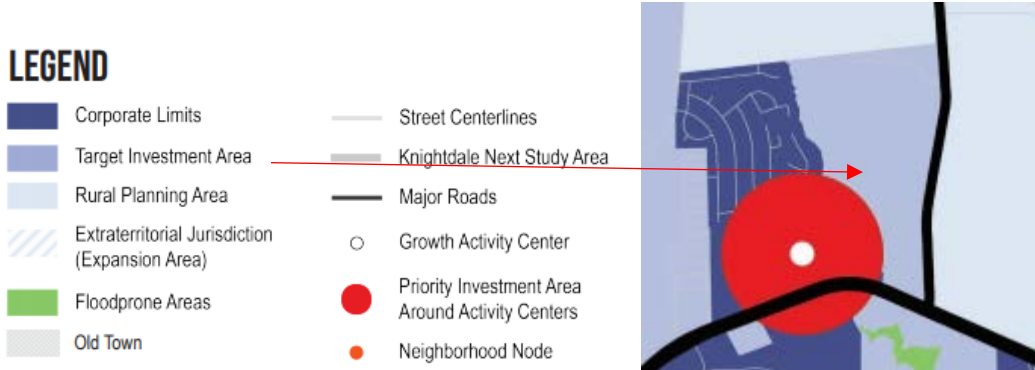 LEGEND
Corporate Limits
Target Investment Area
Rural Planning Area
Extraterritorial Jurisdiction
(Expansion Area)
Floodprone Areas
Old Town
Street Centerlines
Knightdale Next Study Area
Major Roads
Growth Activity Center
Priority Investment Area
Around Activity Centers
Neighborhood Node